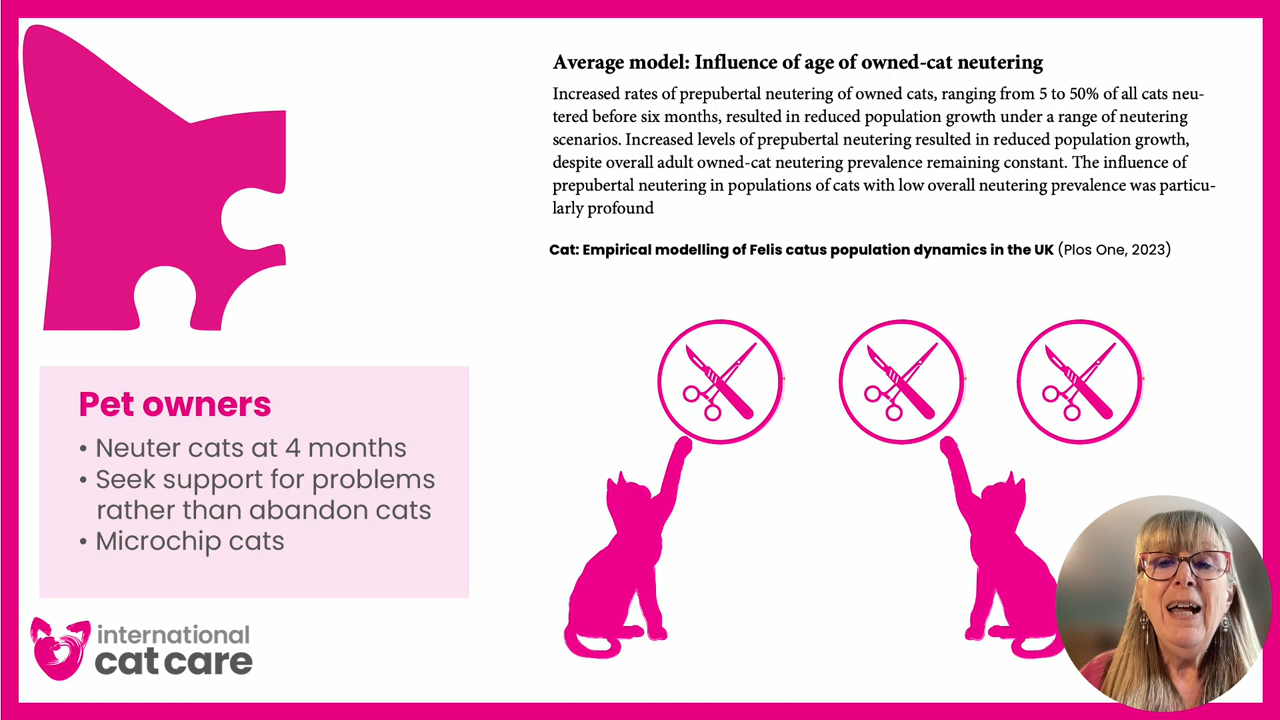 Average model: Influence of age of owned-cat neutering
Increased rates of prepubertal neutering of owned cats, ranging from 5 to 50% of all cats neu-
tered before six months, resulted in reduced population growth under a range of neutering
scenarios. Increased levels of prepubertal neutering resulted in reduced population growth,
despite overall adult owned-cat neutering prevalence remaining constant. The influence of
prepubertal neutering in populations of cats with low overall neutering prevalence was particu-
larly profound
Cat: Empirical modelling of Felis catus population dynamics in the UK (Plos One, 2023)
Pet owners
• Neuter cats at 4 months
• Seek support for problems
rather than abandon cats
• Microchip cats
international
cat care